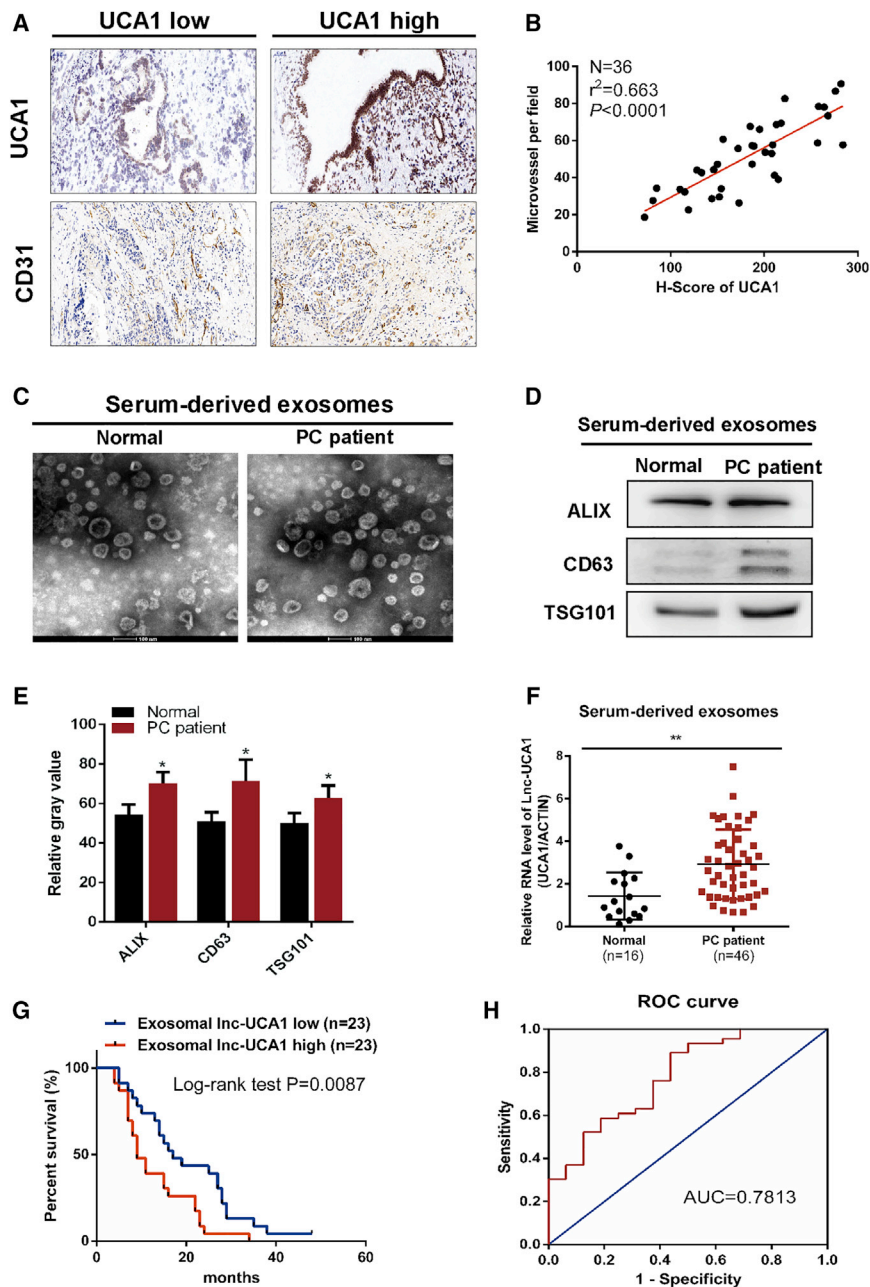 A
UCA1 low
UCA1 high
UCA1
CD31
B
N=36
r²=0.663
P<0.0001
Microvessel per field
100
80
60
40
20
0
0
100
200
300
H-Score of UCA1
C
Serum-derived exosomes
Normal
PC patient
100 nm
100 nm
D
Serum-derived exosomes
Normal
PC patient
ALIX
CD63
TSG101
E
Normal
PC patient
Relative gray value
100
80
60
40
20
0
*
*
*
ALIX
CD63
TSG101
F
Serum-derived exosomes
**
Relative RNA level of Lnc-UCA1
(UCA1/ACTIN)
8
6
4
2
0
Normal
(n=16)
PC patient
(n=46)
G
Exosomal lnc-UCA1 low (n=23)
Exosomal lnc-UCA1 high (n=23)
Log-rank test P=0.0087
Percent survival (%)
100
50
0
0
20
40
60
months
H
ROC curve
Sensitivity
1.0
0.8
0.6
0.4
0.2
0.0
AUC=0.7813
0.0
0.2
0.4
0.6
0.8
1.0
1 - Specificity